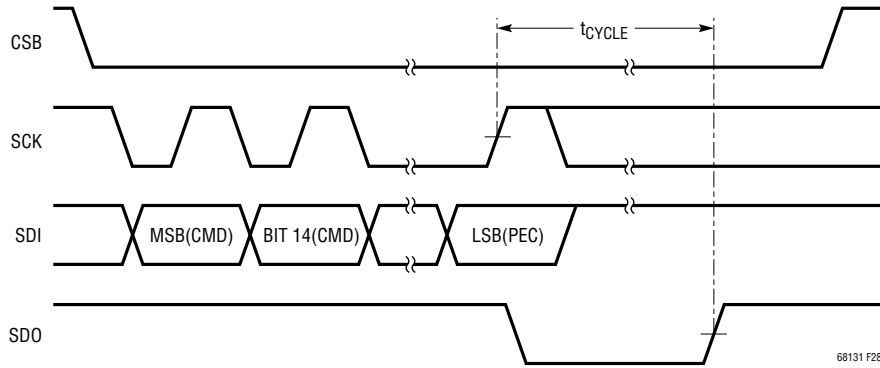 CSB
tCYCLE
SCK
SDI
MSB(CMD) BIT 14(CMD) LSB(PEC)
SDO
68131 F28